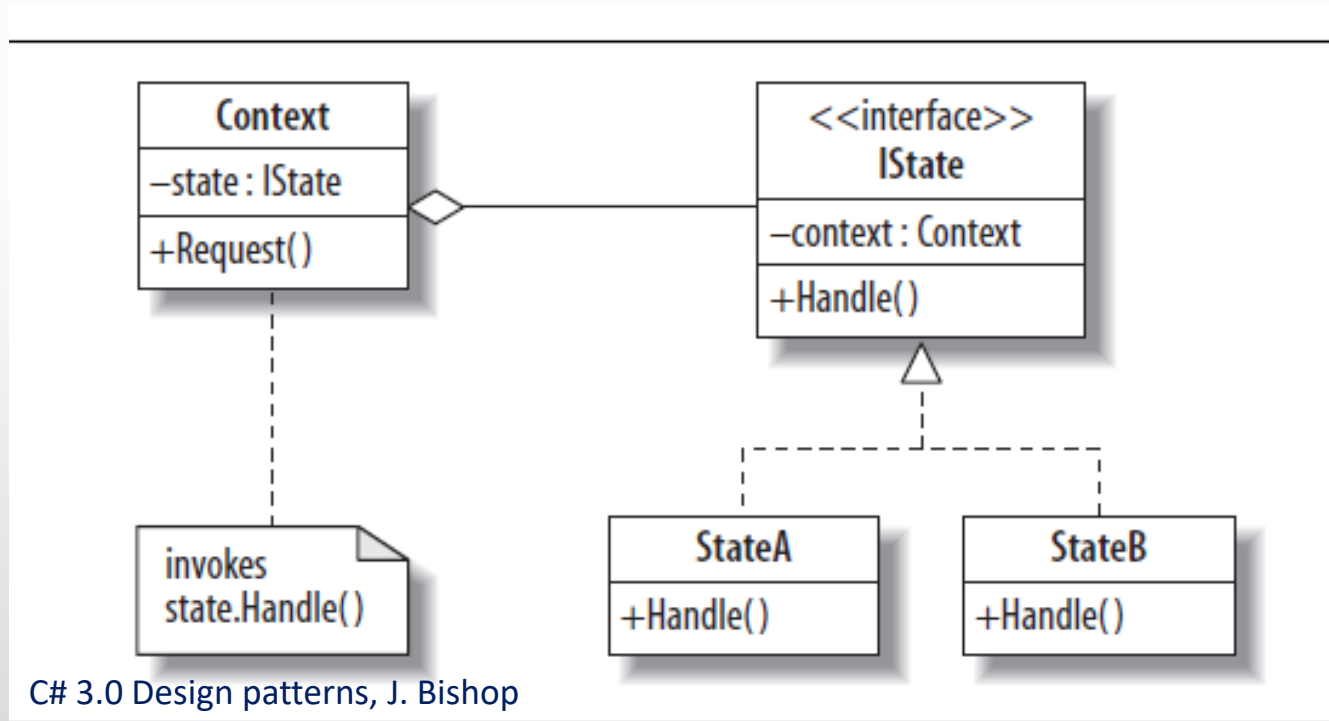 Context
–state : IState
+Request()
<<interface>>
IState
–context : Context
+Handle()
invokes
state.Handle()
StateA
+Handle()
StateB
+Handle()
C# 3.0 Design patterns, J. Bishop